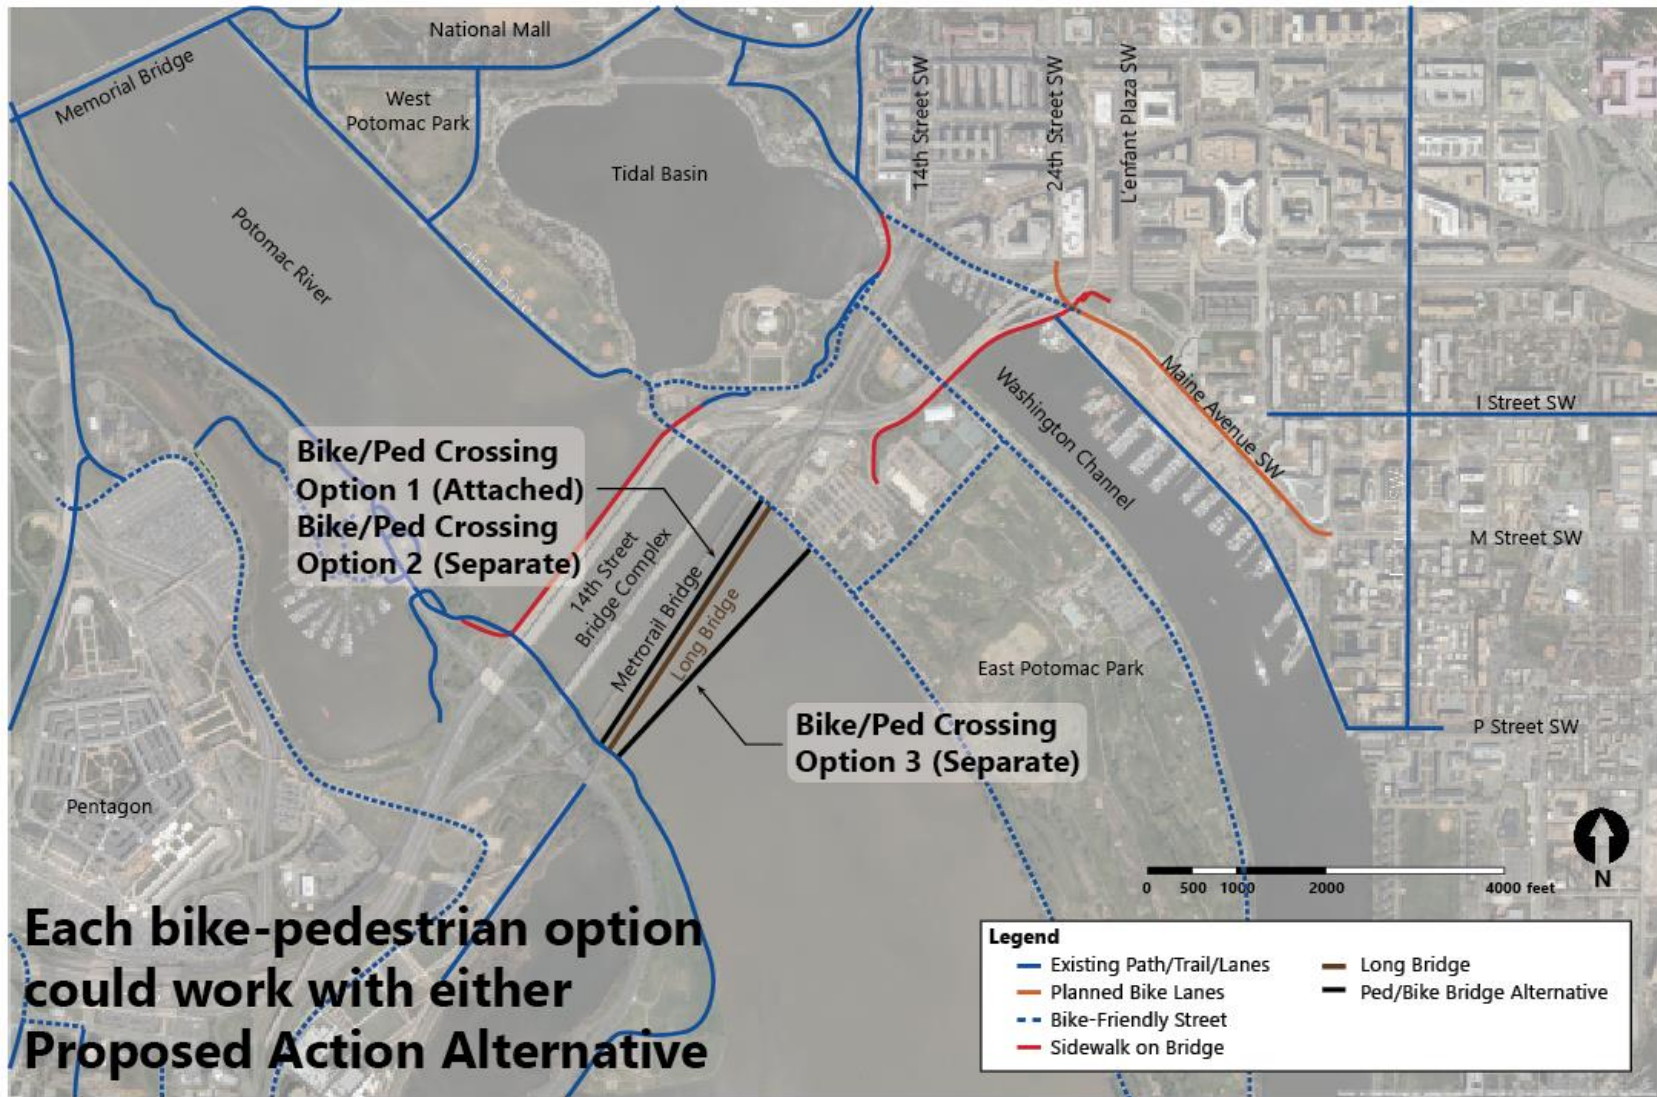 National Mall
Memorial Bridge
West
Potomac Park
14th Street SW
24th Street SW
L'enfant Plaza SW
Tidal Basin
Potomac River
Ohio Drive
Washington Channel
Maine Avenue SW
I Street SW
M Street SW
P Street SW
Bike/Ped Crossing
Option 1 (Attached)
Bike/Ped Crossing
Option 2 (Separate)
14th Street
Bridge Complex
Metrorail Bridge
Long Bridge
East Potomac Park
Bike/Ped Crossing
Option 3 (Separate)
Pentagon
N
0 500 1000 2000 4000 feet
Each bike-pedestrian option
could work with either
Proposed Action Alternative
Legend
Existing Path/Trail/Lanes
Planned Bike Lanes
Bike-Friendly Street
Sidewalk on Bridge
Long Bridge
Ped/Bike Bridge Alternative